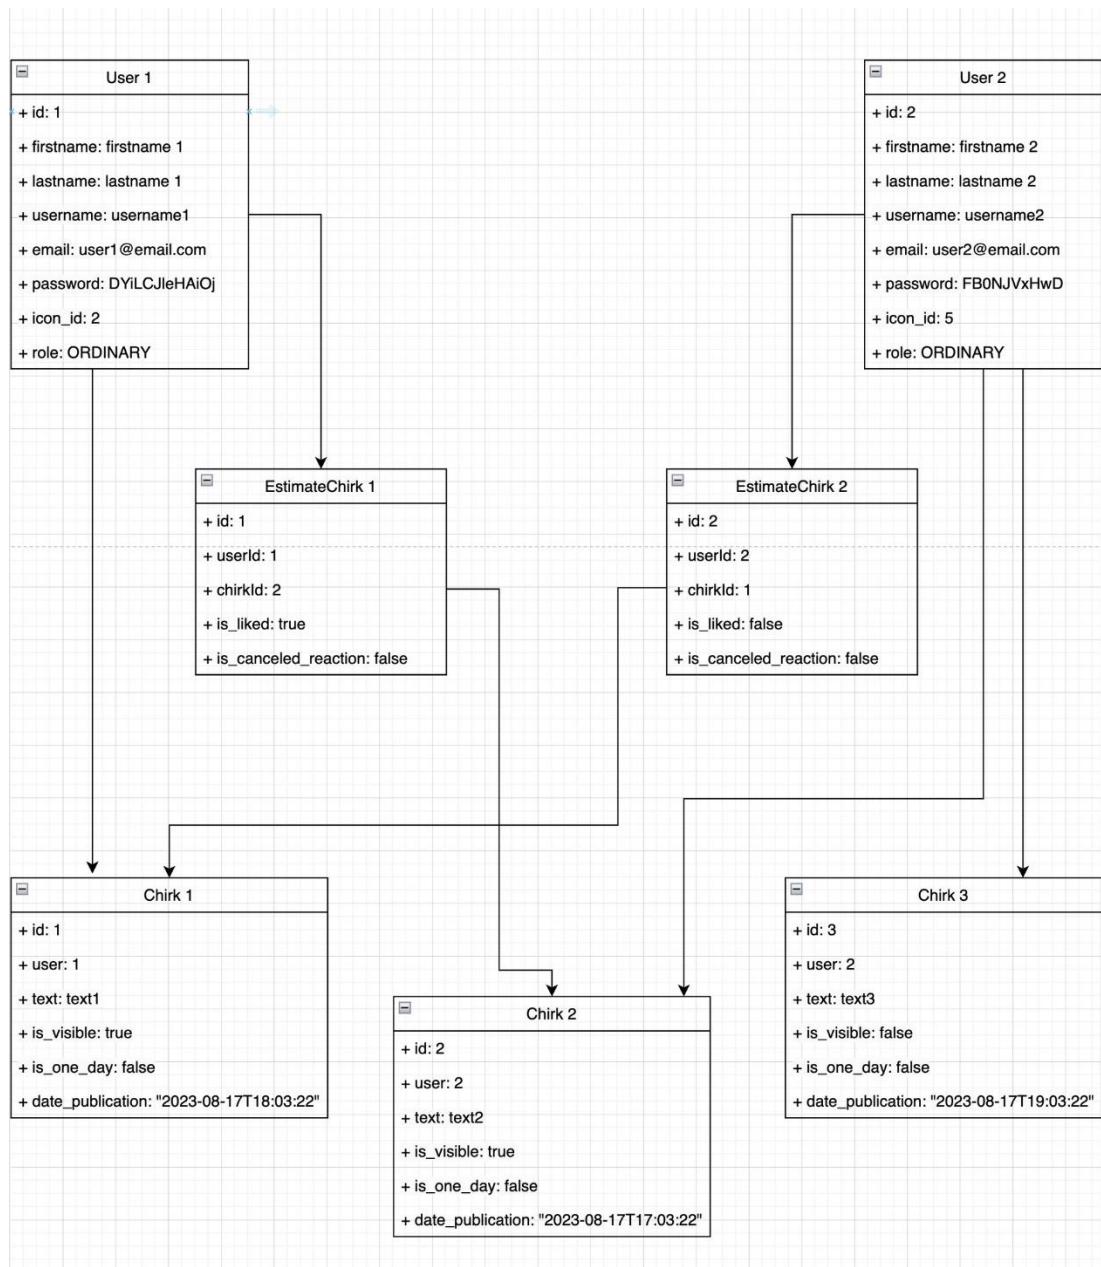 User 1
+ id: 1
+ firstname: firstname 1
+ lastname: lastname 1
+ username: username1
+ email: user1@email.com
+ password: DYiLCJleHAiOj
+ icon_id: 2
+ role: ORDINARY
User 2
+ id: 2
+ firstname: firstname 2
+ lastname: lastname 2
+ username: username2
+ email: user2@email.com
+ password: FB0NJVxHwD
+ icon_id: 5
+ role: ORDINARY
EstimateChirk 1
+ id: 1
+ userId: 1
+ chirkId: 2
+ is_liked: true
+ is_canceled_reaction: false
EstimateChirk 2
+ id: 2
+ userId: 2
+ chirkId: 1
+ is_liked: false
+ is_canceled_reaction: false
Chirk 1
+ id: 1
+ user: 1
+ text: text1
+ is_visible: true
+ is_one_day: false
+ date_publication: "2023-08-17T18:03:22"
Chirk 2
+ id: 2
+ user: 2
+ text: text2
+ is_visible: true
+ is_one_day: false
+ date_publication: "2023-08-17T17:03:22"
Chirk 3
+ id: 3
+ user: 2
+ text: text3
+ is_visible: false
+ is_one_day: false
+ date_publication: "2023-08-17T19:03:22"